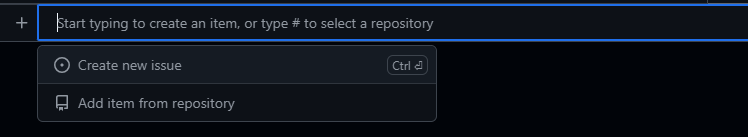 Start typing to create an item, or type # to select a repository
Create new issue Ctrl ⏎
Add item from repository